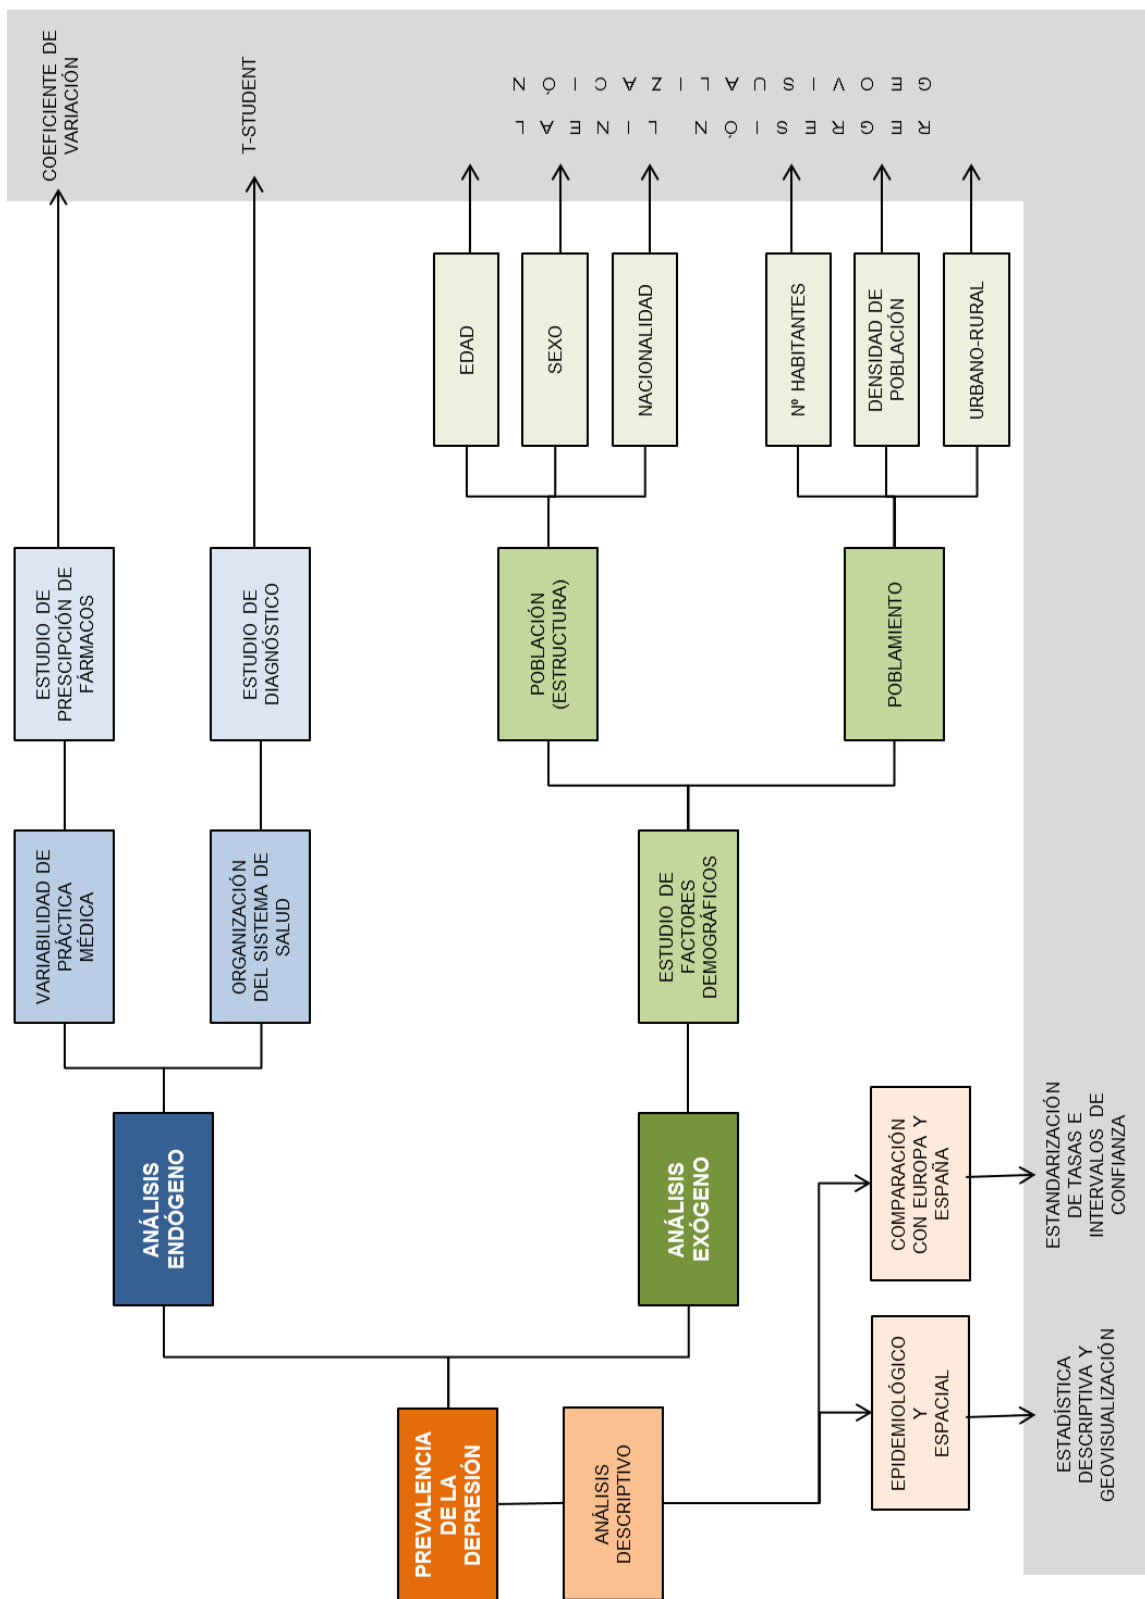 VARIABILIDAD DE
PRÁCTICA
MÉDICA
ESTUDIO DE
PRESCIPCIÓN DE
FÁRMACOS
COEFICIENTE DE
VARIACIÓN
ANÁLISIS
ENDÓGENO
ORGANIZACIÓN
DEL SISTEMA DE
SALUD
ESTUDIO DE
DIAGNÓSTICO
T-STUDENT
PREVALENCIA
DE LA
DEPRESIÓN
ANÁLISIS
DESCRIPTIVO
ANÁLISIS
EXÓGENO
ESTUDIO DE
FACTORES
DEMOGRÁFICOS
POBLACIÓN
(ESTRUCTURA)
EDAD
SEXO
NACIONALIDAD
POBLAMIENTO
Nº HABITANTES
DENSIDAD DE
POBLACIÓN
URBANO-RURAL
REGRESIÓN LINEAL
GEOVISUALIZACIÓN
EPIDEMIOLÓGICO
Y
ESPACIAL
COMPARACIÓN
CON EUROPA Y
ESPAÑA
ESTADÍSTICA
DESCRIPTIVA Y
GEOVISUALIZACIÓN
ESTANDARIZACIÓN
DE TASAS E
INTERVALOS DE
CONFIANZA